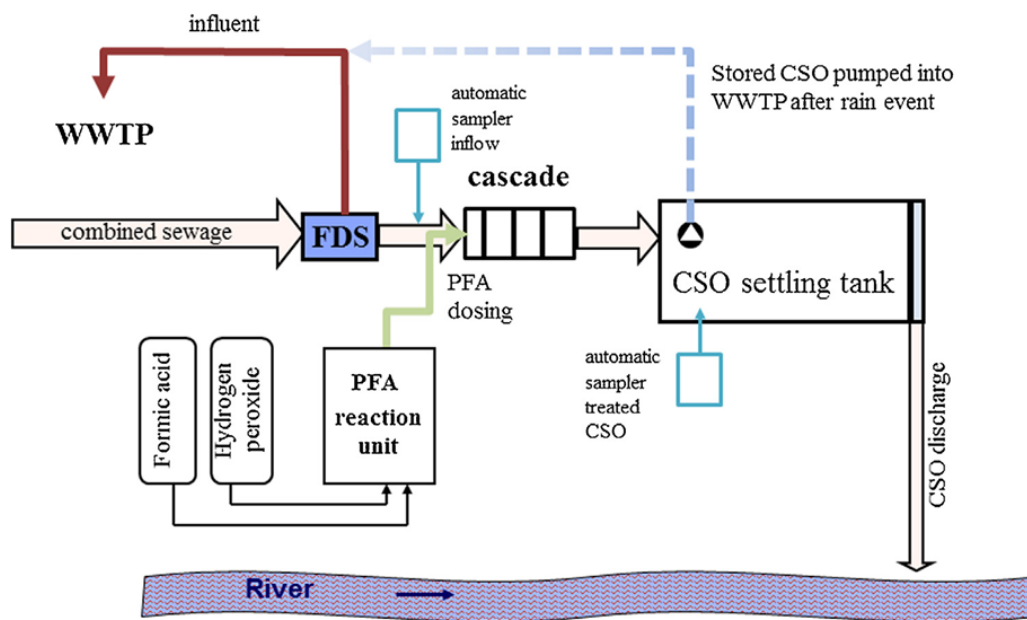 influent
WWTP
Stored CSO pumped into
WWTP after rain event
automatic
sampler
inflow
cascade
combined sewage
FDS
PFA
dosing
CSO settling tank
Formic acid
Hydrogen
peroxide
PFA
reaction
unit
automatic
sampler
treated
CSO
CSO discharge
River